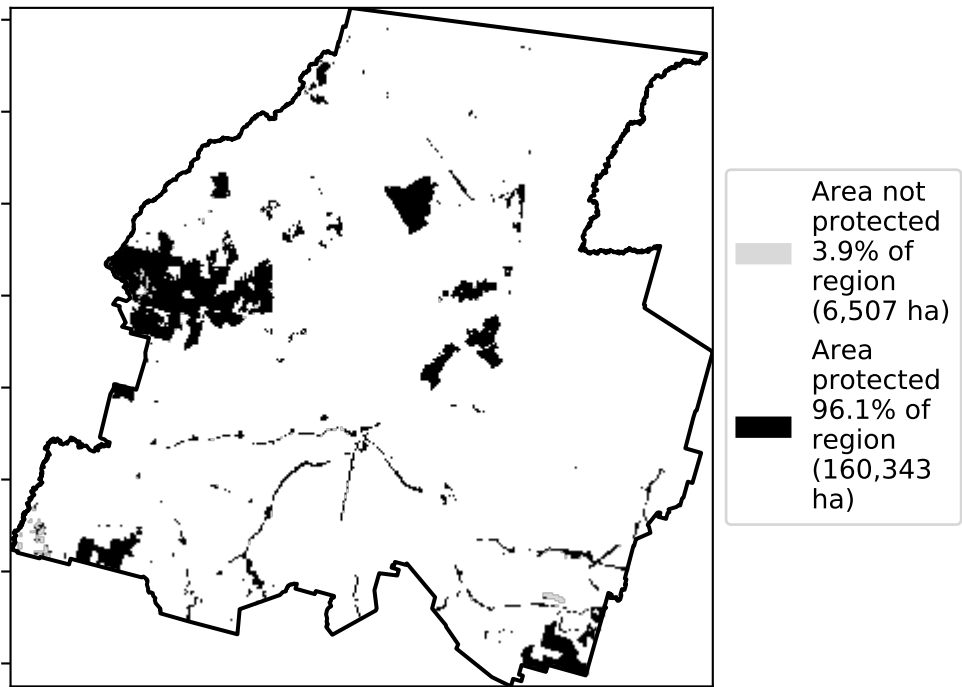 Area not
protected
3.9% of
region
(6,507 ha)
Area
protected
96.1% of
region
(160,343
ha)